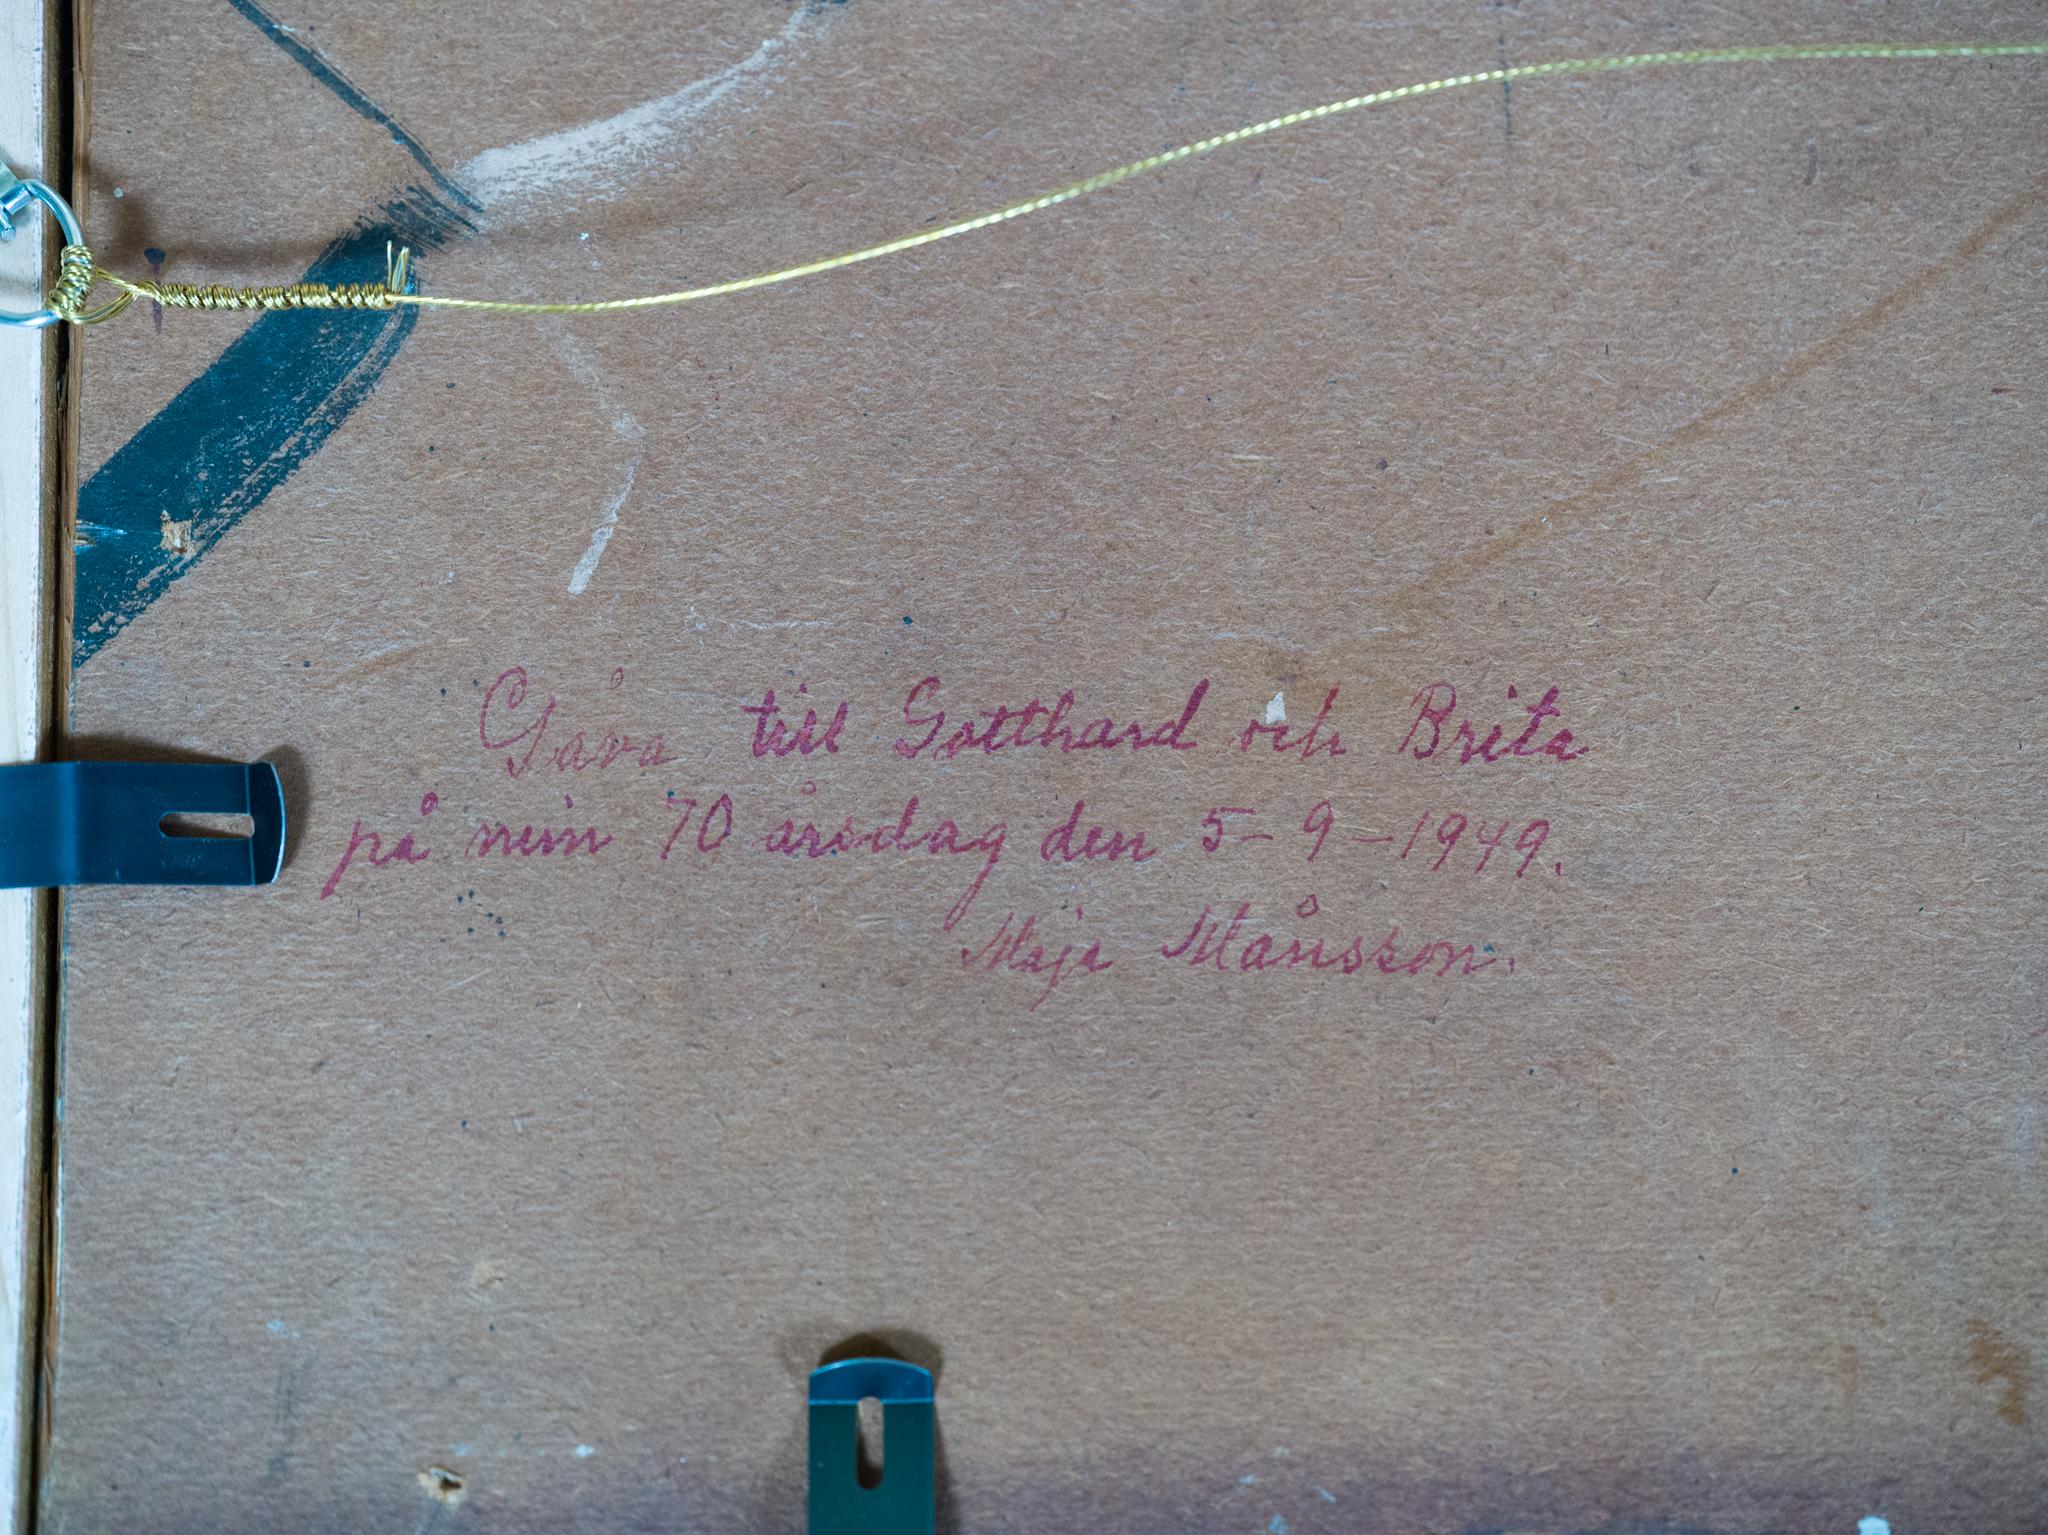 Gåva till Gotthard och Brita
på min 70 årsdag den 5-9-1949.
Maja Månsson.